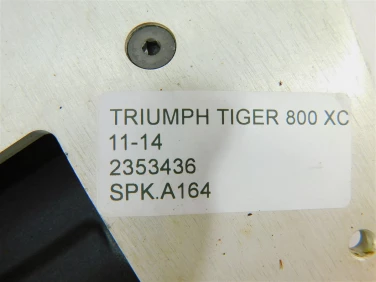 TRIUMPH TIGER 800 XC
11-14
2353436
SPK.A164